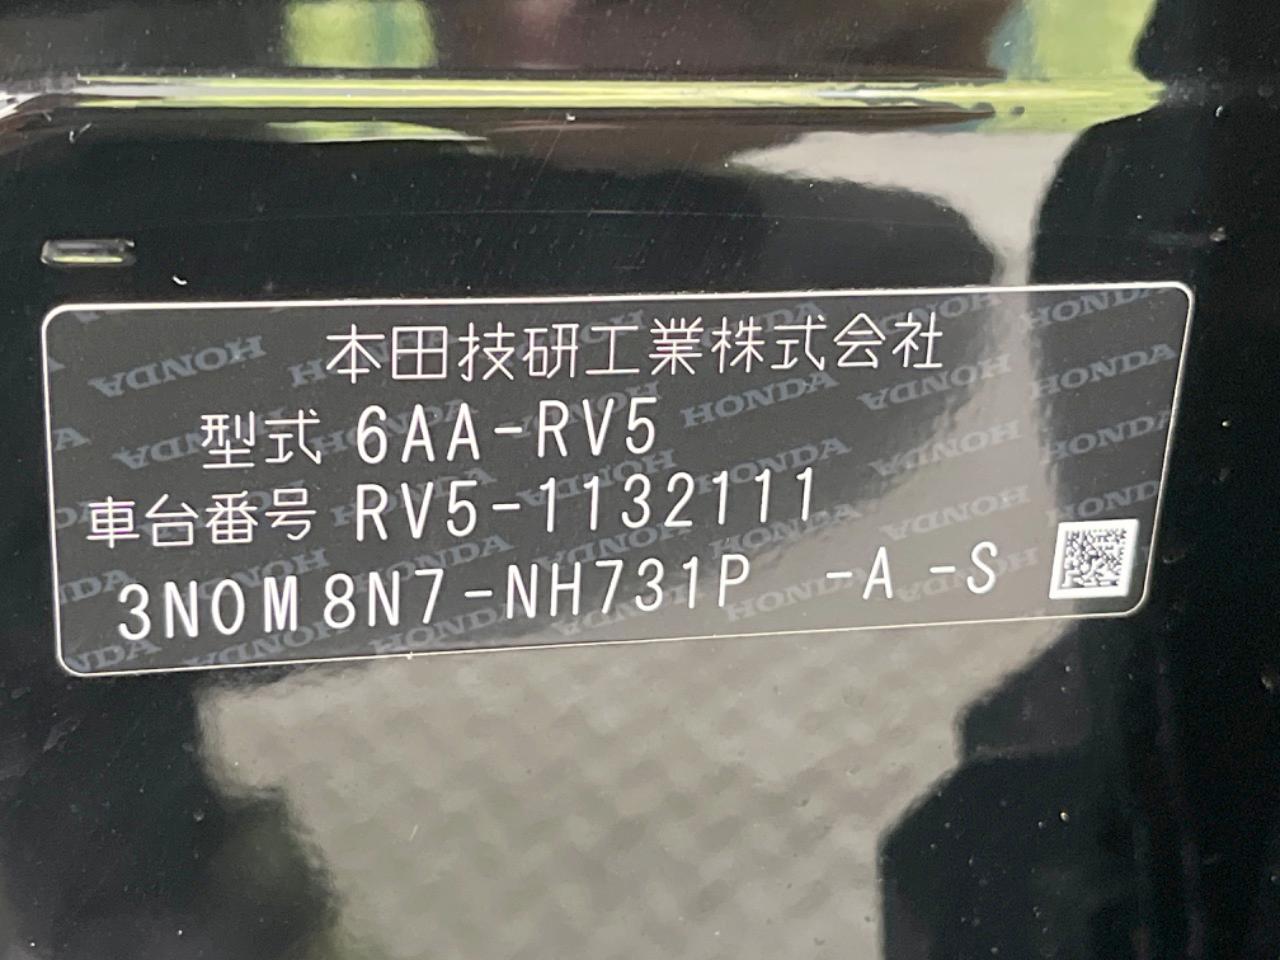 本田技研工業株式会社
型式 6AA-RV5
車台番号 RV5-1132111
3N0M8N7-NH731P -A-S